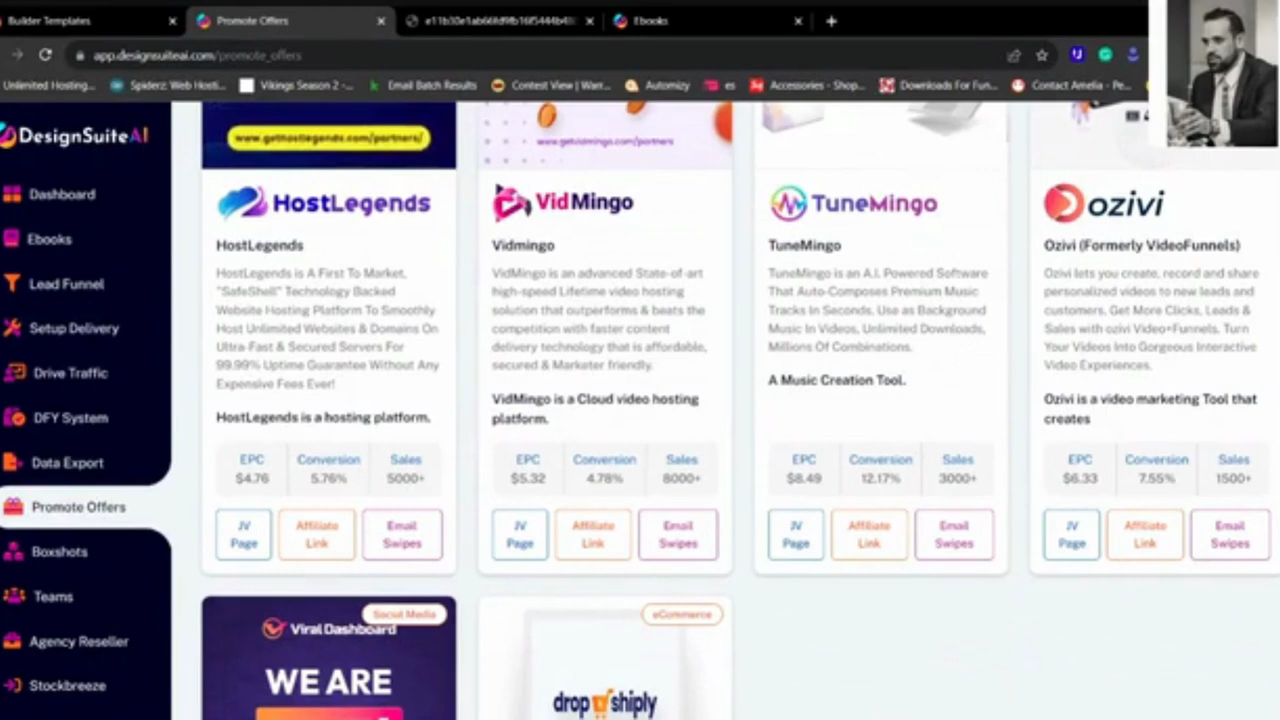 Builder Templates
Promote Offers
Ebooks
app.designsuiteai.com/promote_offers
Unlimited Hosting...
Spiderz Web Hosti...
Vikings Season 2 -...
Email Batch Results
Contest View | Warr...
Automizy
es
Accessories - Shop...
Downloads For Fun...
Contact Amelia - Pe...
DesignSuiteAI
Dashboard
Ebooks
Lead Funnel
Setup Delivery
Drive Traffic
DFY System
Data Export
Promote Offers
Boxshots
Teams
Agency Reseller
Stockbreeze
www.gethostlegends.com/partners/
HostLegends
HostLegends
HostLegends is A First To Market,
"SafeShell" Technology Backed
Website Hosting Platform To Smoothly
Host Unlimited Websites & Domains On
Ultra-Fast & Secured Servers For
99.99% Uptime Guarantee Without Any
Expensive Fees Ever!
HostLegends is a hosting platform.
EPC Conversion Sales
$4.76 5.76% 5000+
JV Page
Affiliate Link
Email Swipes
www.getvidmingo.com/partners
VidMingo
Vidmingo
VidMingo is an advanced State-of-art
high-speed Lifetime video hosting
solution that outperforms & beats the
competition with faster content
delivery technology that is affordable,
secured & Marketer friendly.
VidMingo is a Cloud video hosting
platform.
EPC Conversion Sales
$5.32 4.78% 8000+
JV Page
Affiliate Link
Email Swipes
TuneMingo
TuneMingo
TuneMingo is an A.I. Powered Software
That Auto-Composes Premium Music
Tracks In Seconds. Use as Background
Music In Videos, Unlimited Downloads,
Millions Of Combinations.
A Music Creation Tool.
EPC Conversion Sales
$8.49 12.17% 3000+
JV Page
Affiliate Link
Email Swipes
ozivi
Ozivi (Formerly VideoFunnels)
Ozivi lets you create, record and share
personalized videos to new leads and
customers. Get More Clicks, Leads &
Sales with ozivi Video+Funnels. Turn
Your Videos Into Gorgeous Interactive
Video Experiences.
Ozivi is a video marketing Tool that
creates
EPC Conversion Sales
$6.33 7.55% 1500+
JV Page
Affiliate Link
Email Swipes
Social Media
Viral Dashboard
WE ARE
eCommerce
drop shiply